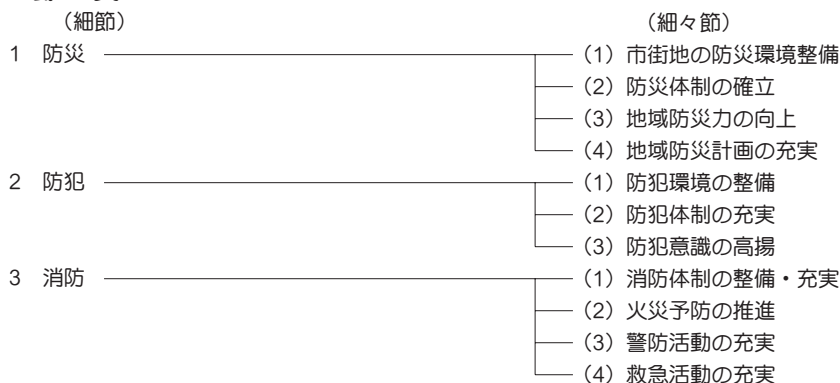 （細節） （細々節）
1 防災 （1）市街地の防災環境整備
（2）防災体制の確立
（3）地域防災力の向上
（4）地域防災計画の充実
2 防犯 （1）防犯環境の整備
（2）防犯体制の充実
（3）防犯意識の高揚
3 消防 （1）消防体制の整備・充実
（2）火災予防の推進
（3）警防活動の充実
（4）救急活動の充実